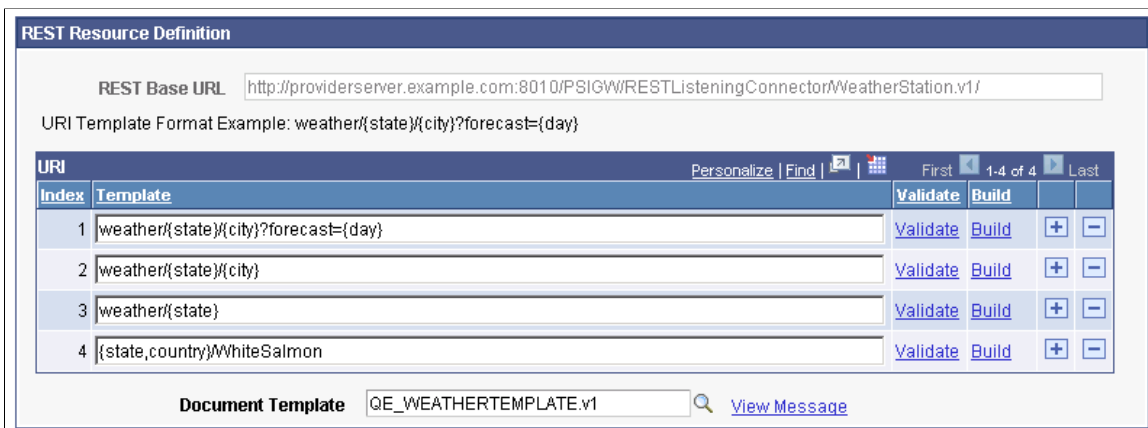 REST Resource Definition
REST Base URL http://providerserver.example.com:8010/PSIGW/RESTListeningConnector/WeatherStation.v1/
URI Template Format Example: weather/{state}/{city}?forecast={day}
URI Personalize | Find | | First 1-4 of 4 Last
Index Template Validate Build
1 weather/{state}/{city}?forecast={day} Validate Build
2 weather/{state}/{city} Validate Build
3 weather/{state} Validate Build
4 {state,country}/WhiteSalmon Validate Build
Document Template QE_WEATHERTEMPLATE.v1 View Message